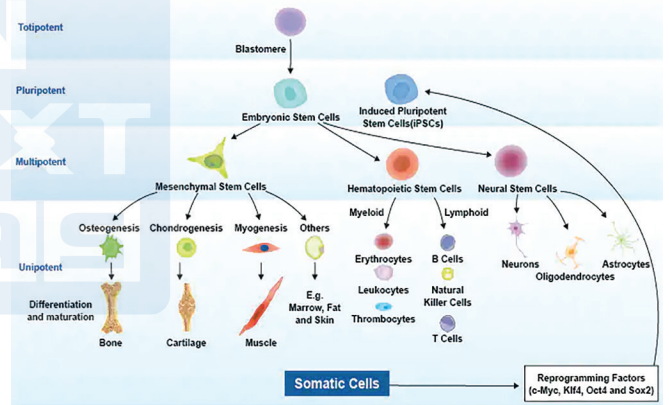 Totipotent
Blastomere
Pluripotent
Embryonic Stem Cells
Induced Pluripotent
Stem Cells(iPSCs)
Multipotent
Mesenchymal Stem Cells
Hematopoietic Stem Cells
Neural Stem Cells
Osteogenesis
Chondrogenesis
Myogenesis
Others
Myeloid
Lymphoid
Unipotent
Erythrocytes
Leukocytes
Thrombocytes
B Cells
Natural
Killer Cells
T Cells
Neurons
Oligodendrocytes
Astrocytes
Differentiation
and maturation
Bone
Cartilage
Muscle
E.g.
Marrow, Fat
and Skin
Somatic Cells
Reprogramming Factors
(c-Myc, Klf4, Oct4 and Sox2)